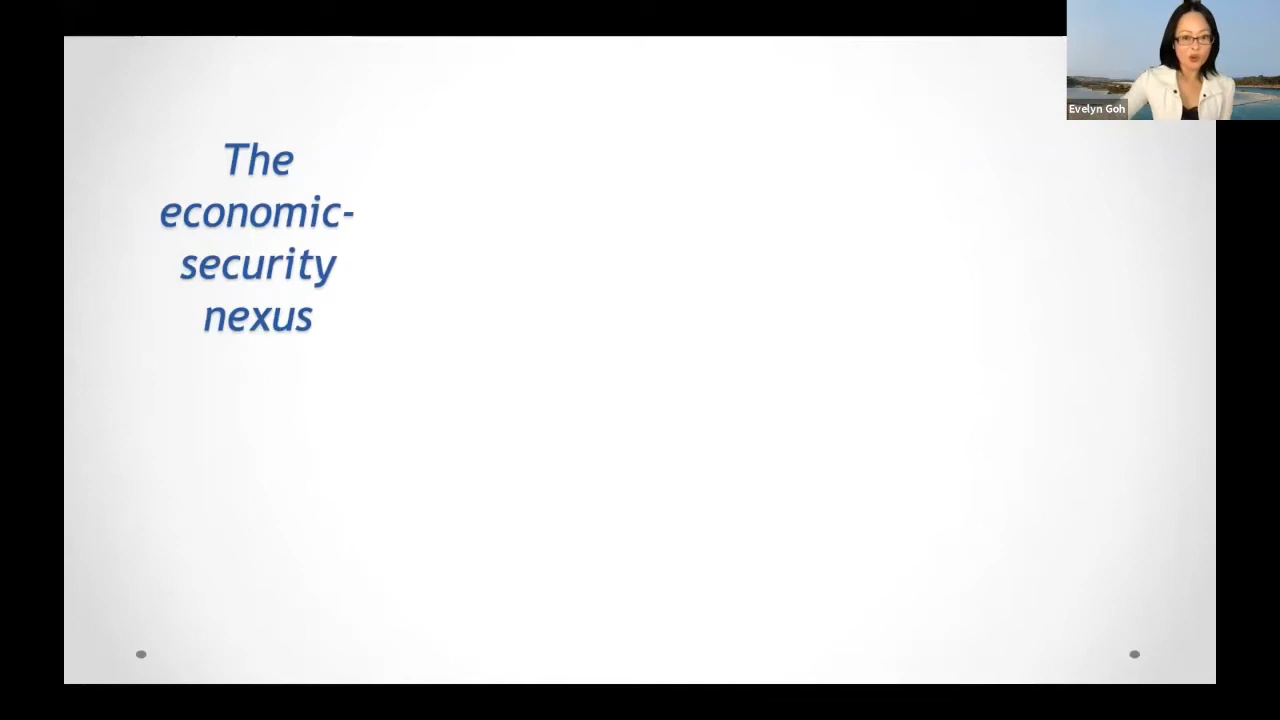 The
economic-
security
nexus
Evelyn Goh